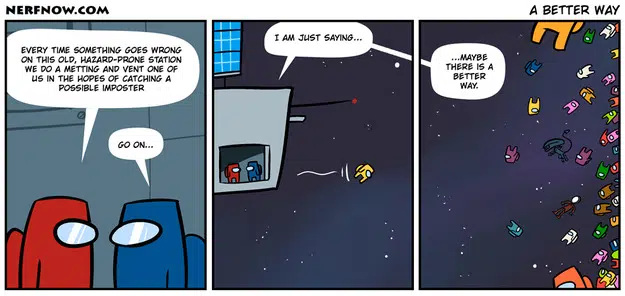 NERFNOW.COM
A BETTER WAY
EVERY TIME SOMETHING GOES WRONG
ON THIS OLD, HAZARD-PRONE STATION
WE DO A METTING AND VENT ONE OF
US IN THE HOPES OF CATCHING A
POSSIBLE IMPOSTER
GO ON...
I AM JUST SAYING...
...MAYBE
THERE IS A
BETTER
WAY.